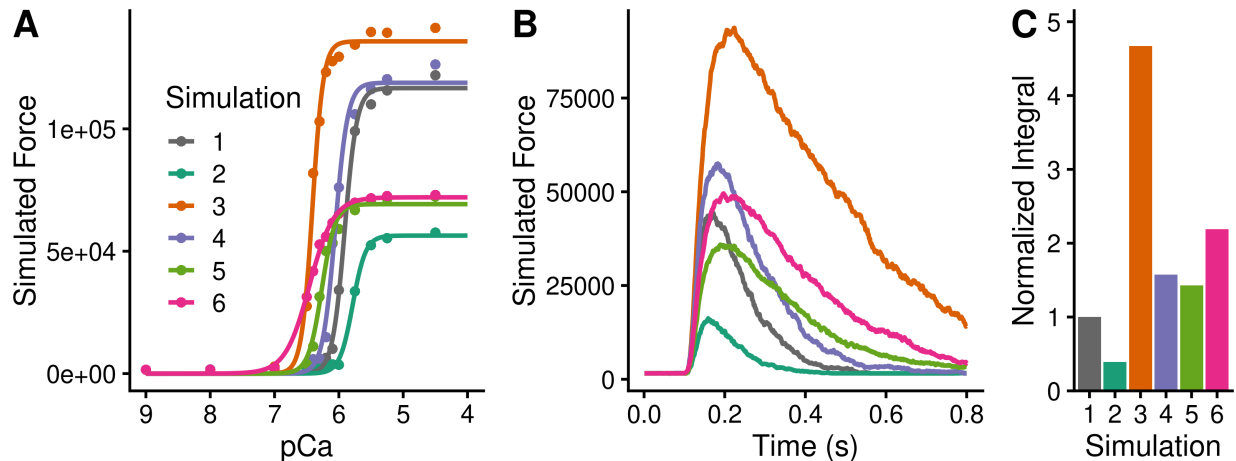 A
Simulated Force
1e+05
5e+04
0e+00
Simulation
1
2
3
4
5
6
9 8 7 6 5 4
pCa
B
Simulated Force
75000
50000
25000
0
0.0 0.2 0.4 0.6 0.8
Time (s)
C
Normalized Integral
5
4
3
2
1
0
1 2 3 4 5 6
Simulation